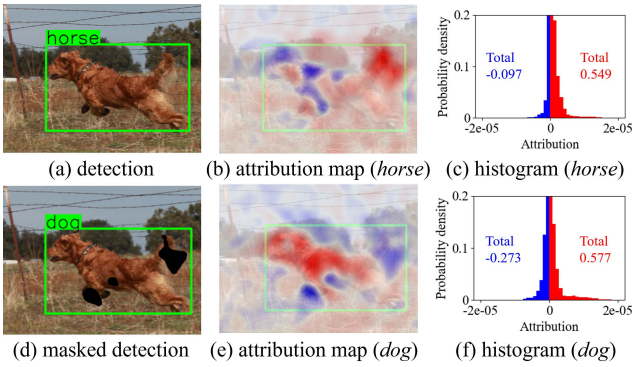 horse
(a) detection
(b) attribution map (horse)
Probability density
0.2
0.1
0
Total
-0.097
Total
0.549
-2e-05
0
2e-05
Attribution
(c) histogram (horse)
dog
(d) masked detection
(e) attribution map (dog)
Probability density
0.2
0.1
0
Total
-0.273
Total
0.577
-2e-05
0
2e-05
Attribution
(f) histogram (dog)